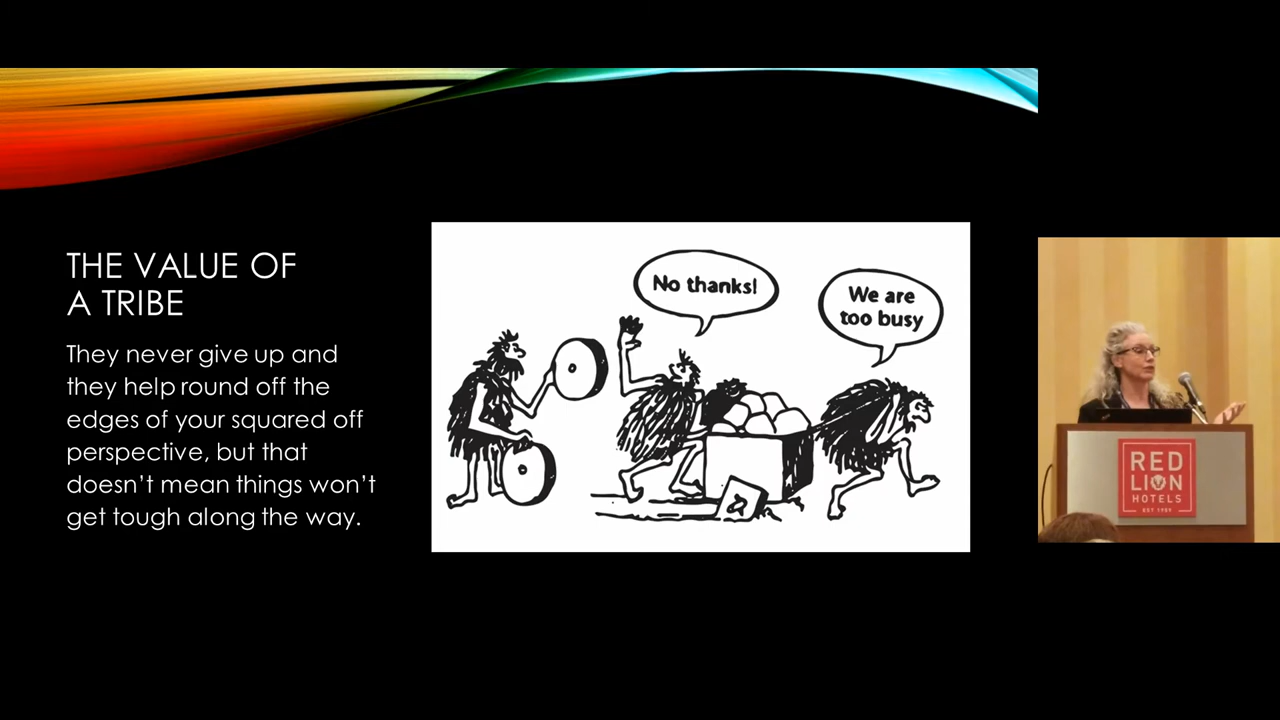 THE VALUE OF
A TRIBE
They never give up and
they help round off the
edges of your squared off
perspective, but that
doesn't mean things won't
get tough along the way.
No thanks!
We are
too busy
a
RED
LION
HOTELS
EST 1959